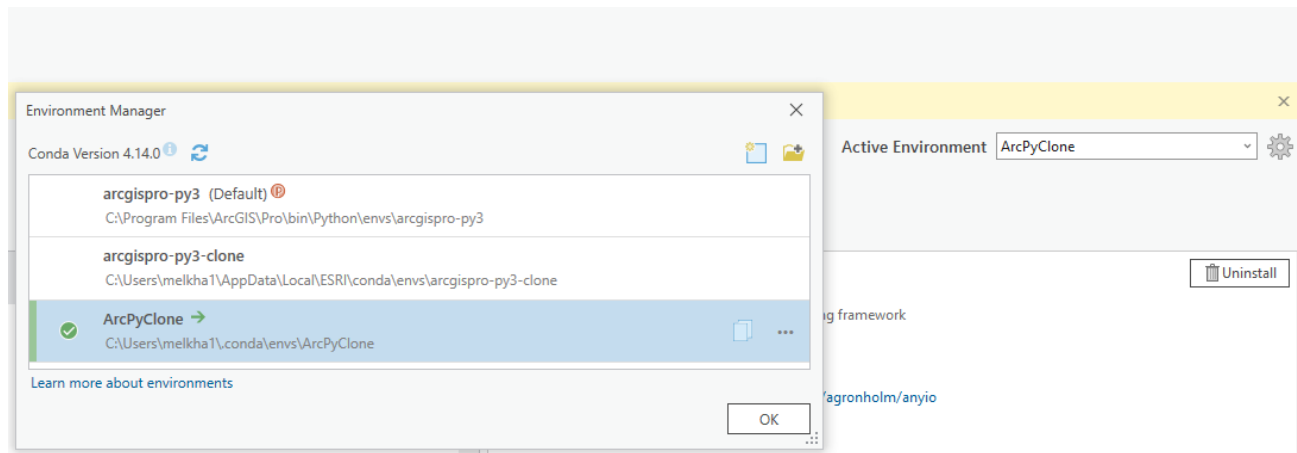 Environment Manager
Conda Version 4.14.0
Active Environment ArcPyClone
arcgispro-py3 (Default)
C:\Program Files\ArcGIS\Pro\bin\Python\envs\arcgispro-py3
arcgispro-py3-clone
C:\Users\melkha1\AppData\Local\ESRI\conda\envs\arcgispro-py3-clone
Uninstall
ArcPyClone
C:\Users\melkha1\.conda\envs\ArcPyClone
framework
Learn more about environments
/agronholm/anyio
OK